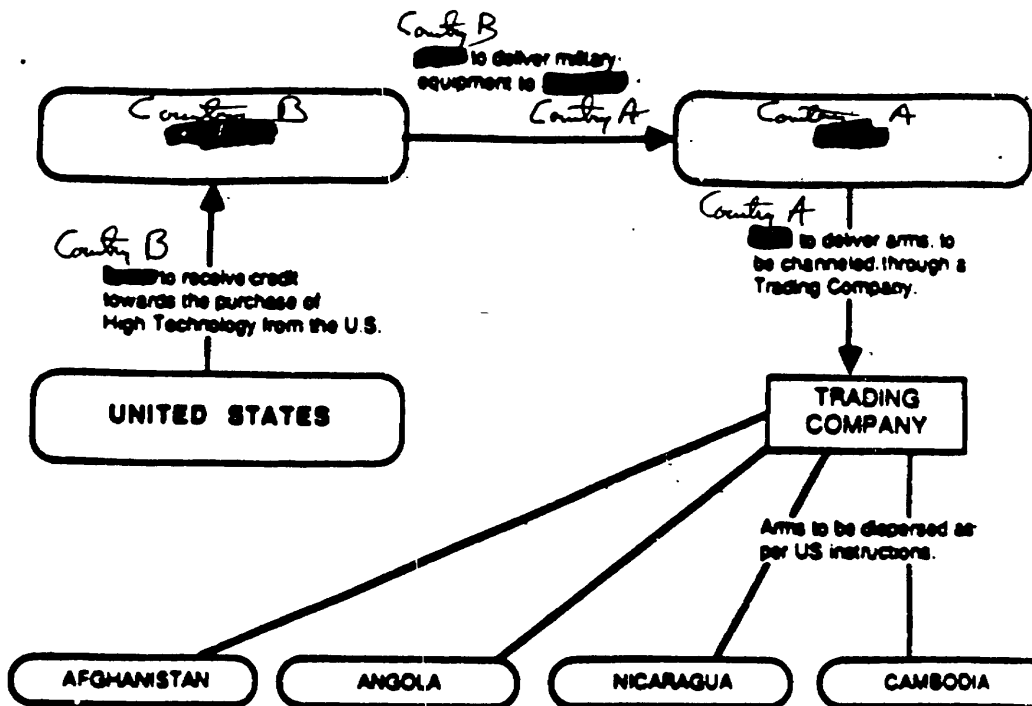 Country B
to deliver military
equipment to
Country A
Country B
Country A
Country A
to deliver arms, to
be channeled through a
Trading Company.
Country B
to receive credit
towards the purchase of
High Technology from the U.S.
UNITED STATES
TRADING
COMPANY
Arms to be dispersed as
per US instructions.
AFGHANISTAN
ANGOLA
NICARAGUA
CAMBODIA